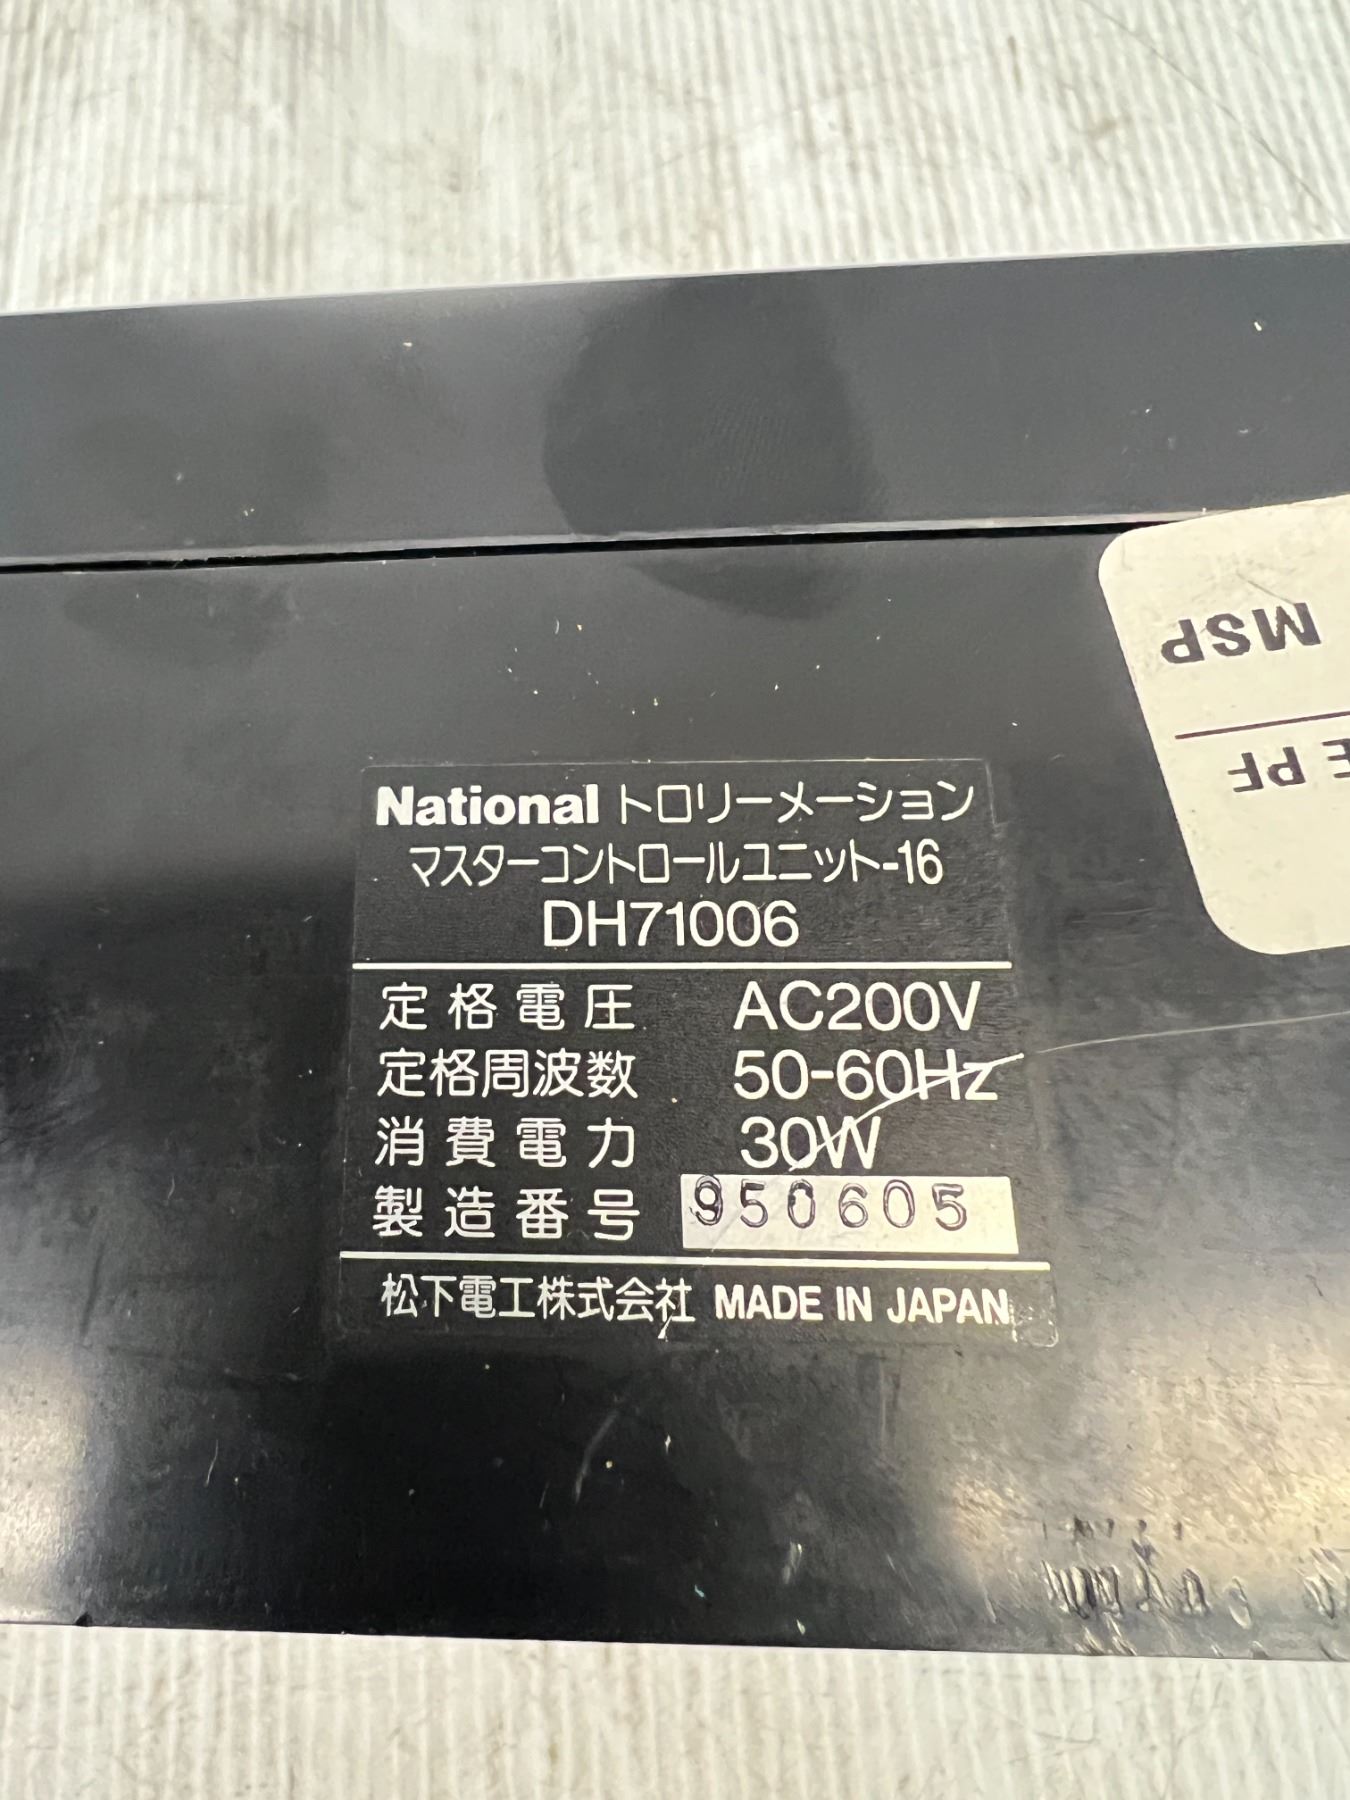 National トロリーメーション
マスターコントロールユニット-16
DH71006
定格電圧 AC200V
定格周波数 50-60Hz
消費電力 30W
製造番号 950605
松下電工株式会社 MADE IN JAPAN
E PF
MSP